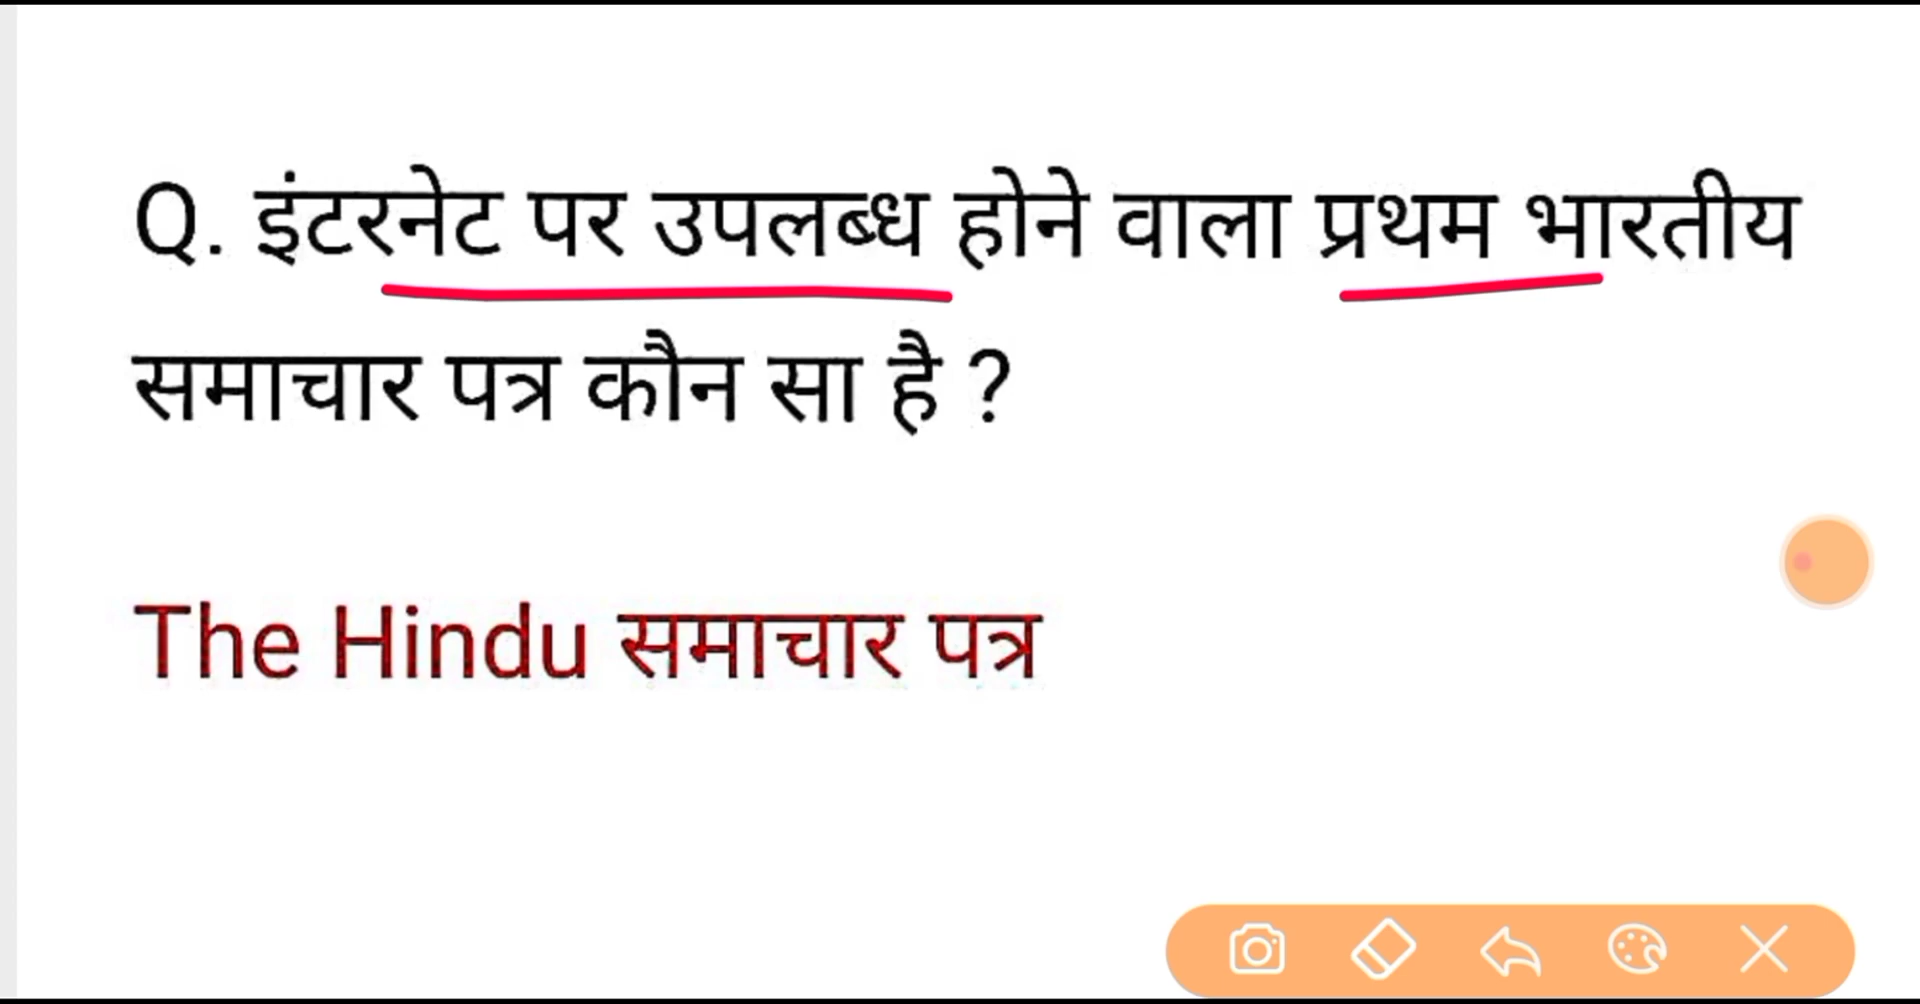 Q. इंटरनेट पर उपलब्ध होने वाला प्रथम भारतीय
समाचार पत्र कौन सा है ?
The Hindu समाचार पत्र